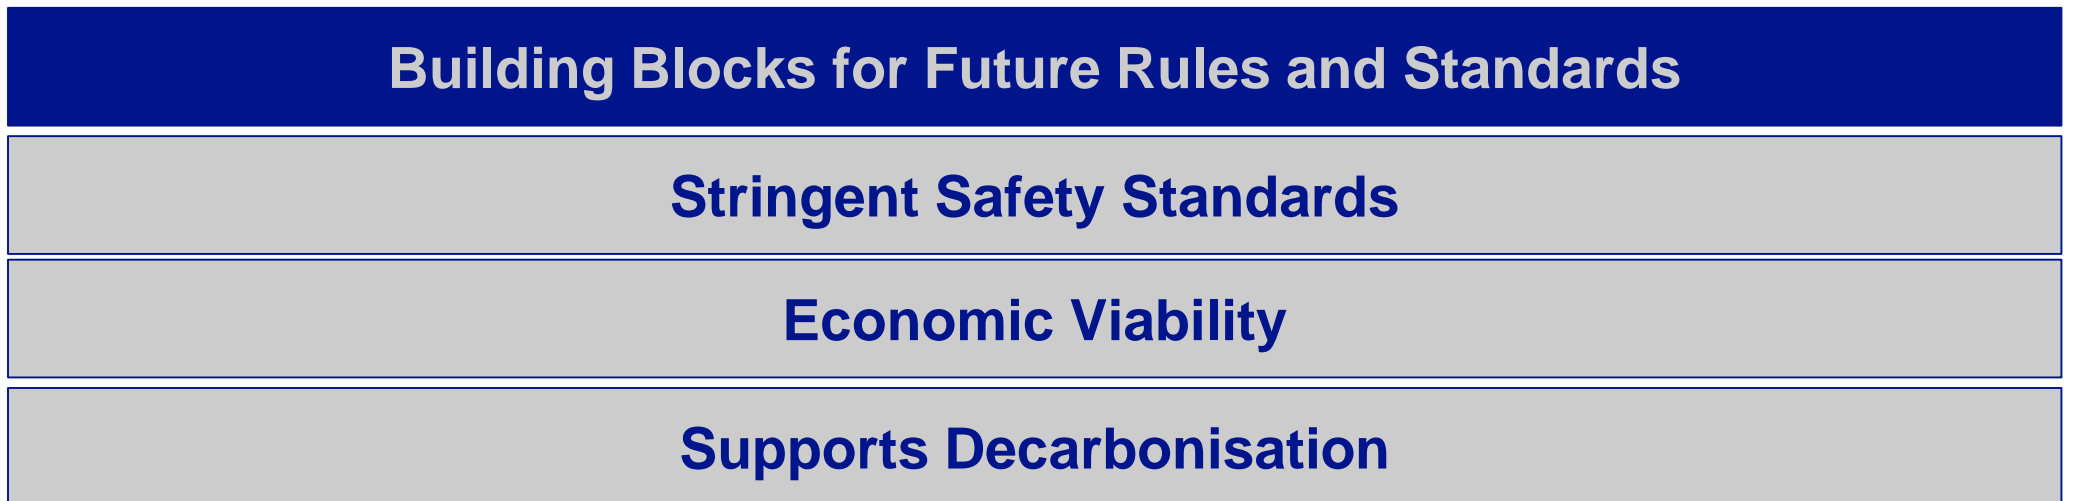 Building Blocks for Future Rules and Standards
Stringent Safety Standards
Economic Viability
Supports Decarbonisation